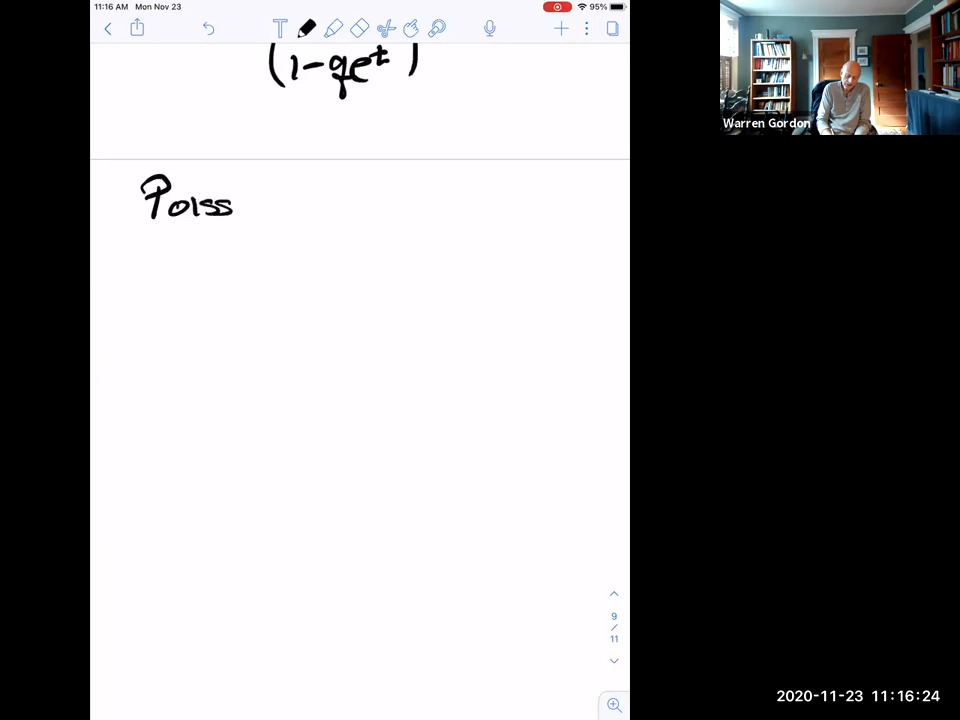 11:16 AM Mon Nov 23
95%
(1-qe^t)
Poiss
9
/
11
Warren Gordon
2020-11-23 11:16:24